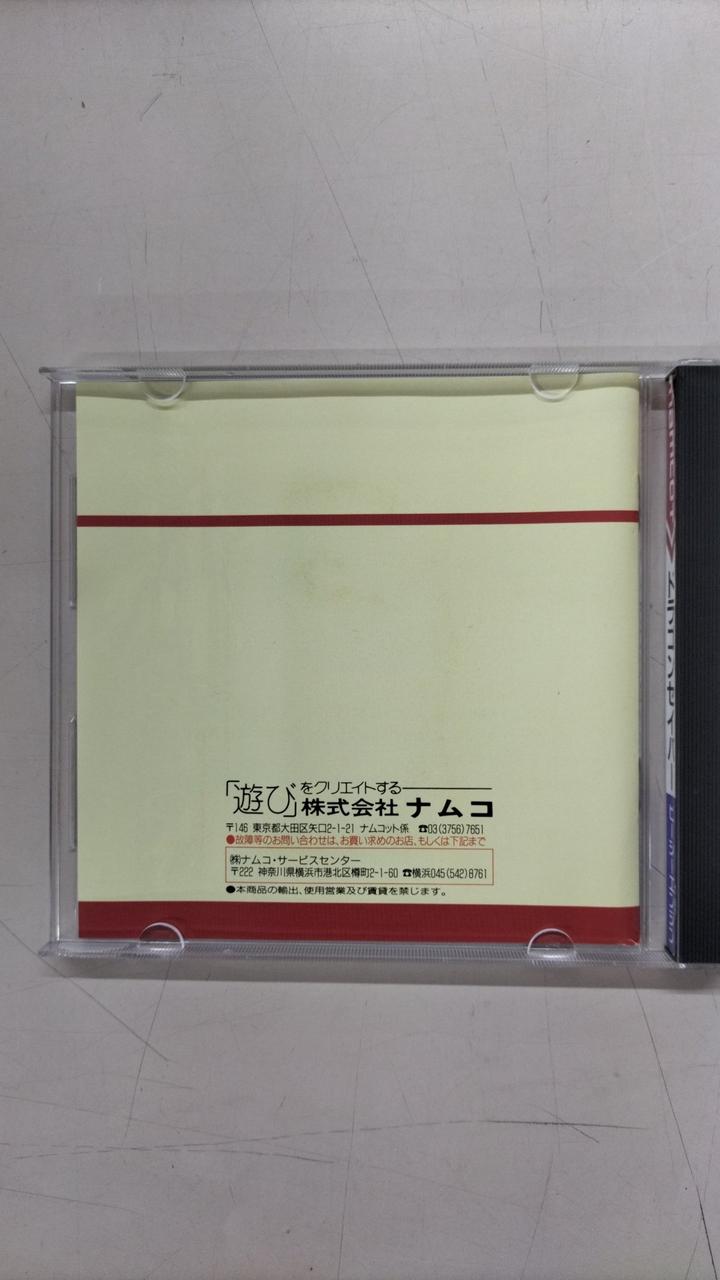 「遊び」をクリエイトする
株式会社 ナムコ
〒146 東京都大田区矢口2-1-21 ナムコット係 ☎03(3756)7651
●故障等のお問い合わせは、お買い求めのお店、もしくは下記まで
㈱ナムコ・サービスセンター
〒222 神奈川県横浜市港北区樽町2-1-60 ☎横浜045(542)8761
●本商品の輸出、使用営業及び賃貸を禁じます。
namcot